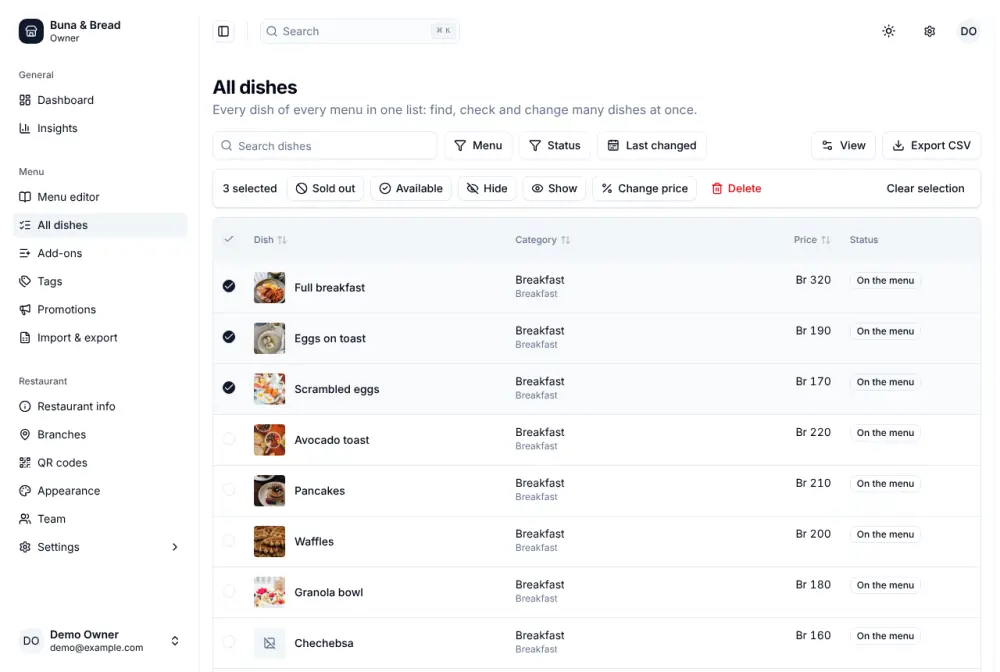 Buna & Bread
Owner
Search
⌘ K
DO
General
Dashboard
Insights
Menu
Menu editor
All dishes
Add-ons
Tags
Promotions
Import & export
Restaurant
Restaurant info
Branches
QR codes
Appearance
Team
Settings
DO
Demo Owner
demo@example.com
All dishes
Every dish of every menu in one list: find, check and change many dishes at once.
Search dishes
Menu
Status
Last changed
View
Export CSV
3 selected
Sold out
Available
Hide
Show
Change price
Delete
Clear selection
Dish Category Price Status
Full breakfast Breakfast Br 320 On the menu
Breakfast
Eggs on toast Breakfast Br 190 On the menu
Breakfast
Scrambled eggs Breakfast Br 170 On the menu
Breakfast
Avocado toast Breakfast Br 220 On the menu
Breakfast
Pancakes Breakfast Br 210 On the menu
Breakfast
Waffles Breakfast Br 200 On the menu
Breakfast
Granola bowl Breakfast Br 180 On the menu
Breakfast
Chechebsa Breakfast Br 160 On the menu
Breakfast